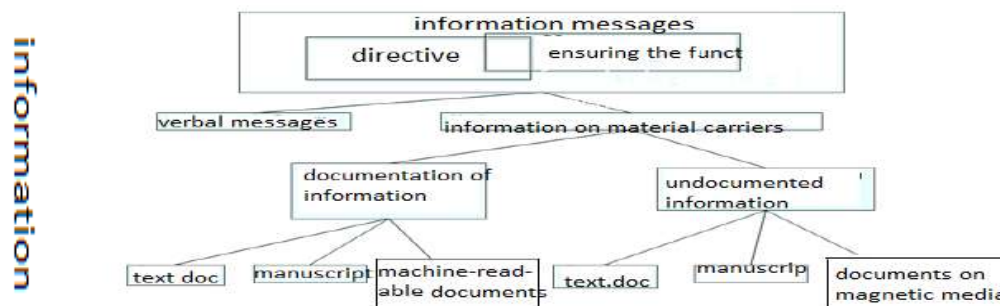 information
information messages
directive
ensuring the funct
verbal messages
information on material carriers
documentation of
information
undocumented
information
text doc
manuscript
machine-read-
able documents
text.doc
manuscrip
documents on
magnetic media